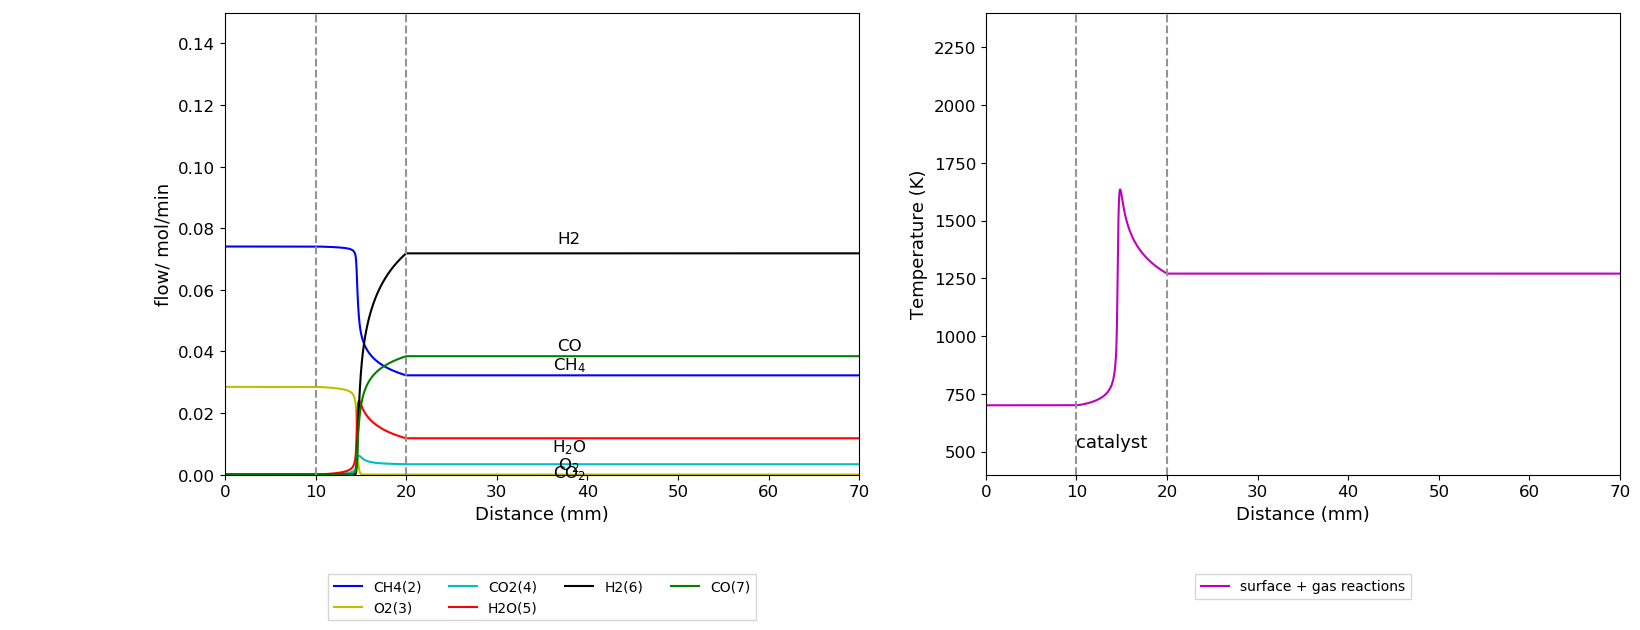 0.14
0.12
0.10
0.08
0.06
0.04
0.02
0.00
flow/ mol/min
H2
CO
CH₄
H₂O
O₂
CO₂
0 10 20 30 40 50 60 70
Distance (mm)
CH4(2) CO2(4) H2(6) CO(7)
O2(3) H2O(5)
2250
2000
1750
1500
1250
1000
750
500
Temperature (K)
catalyst
0 10 20 30 40 50 60 70
Distance (mm)
surface + gas reactions